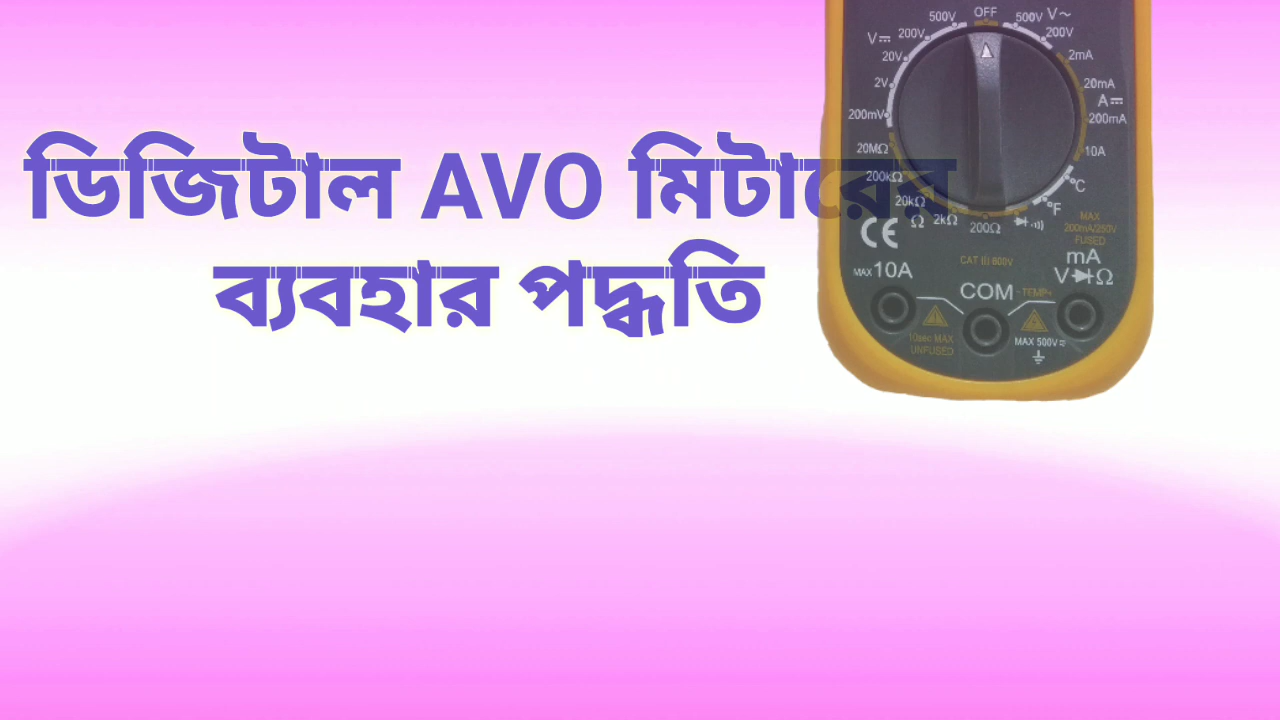 ডিজিটাল AVO মিটারের
ব্যবহার পদ্ধতি
OFF
500V 500V V~
V⎓ 200V 200V
20V 2mA
2V 20mA
A⎓
200mV 200mA
20MΩ 10A
200kΩ °C
20kΩ °F
Ω 2kΩ 200Ω
MAX
200mA/250V
FUSED
CE
CAT III 600V
mA
MAX 10A VΩ
COM -TEMP+
10sec MAX
UNFUSED
MAX 500V